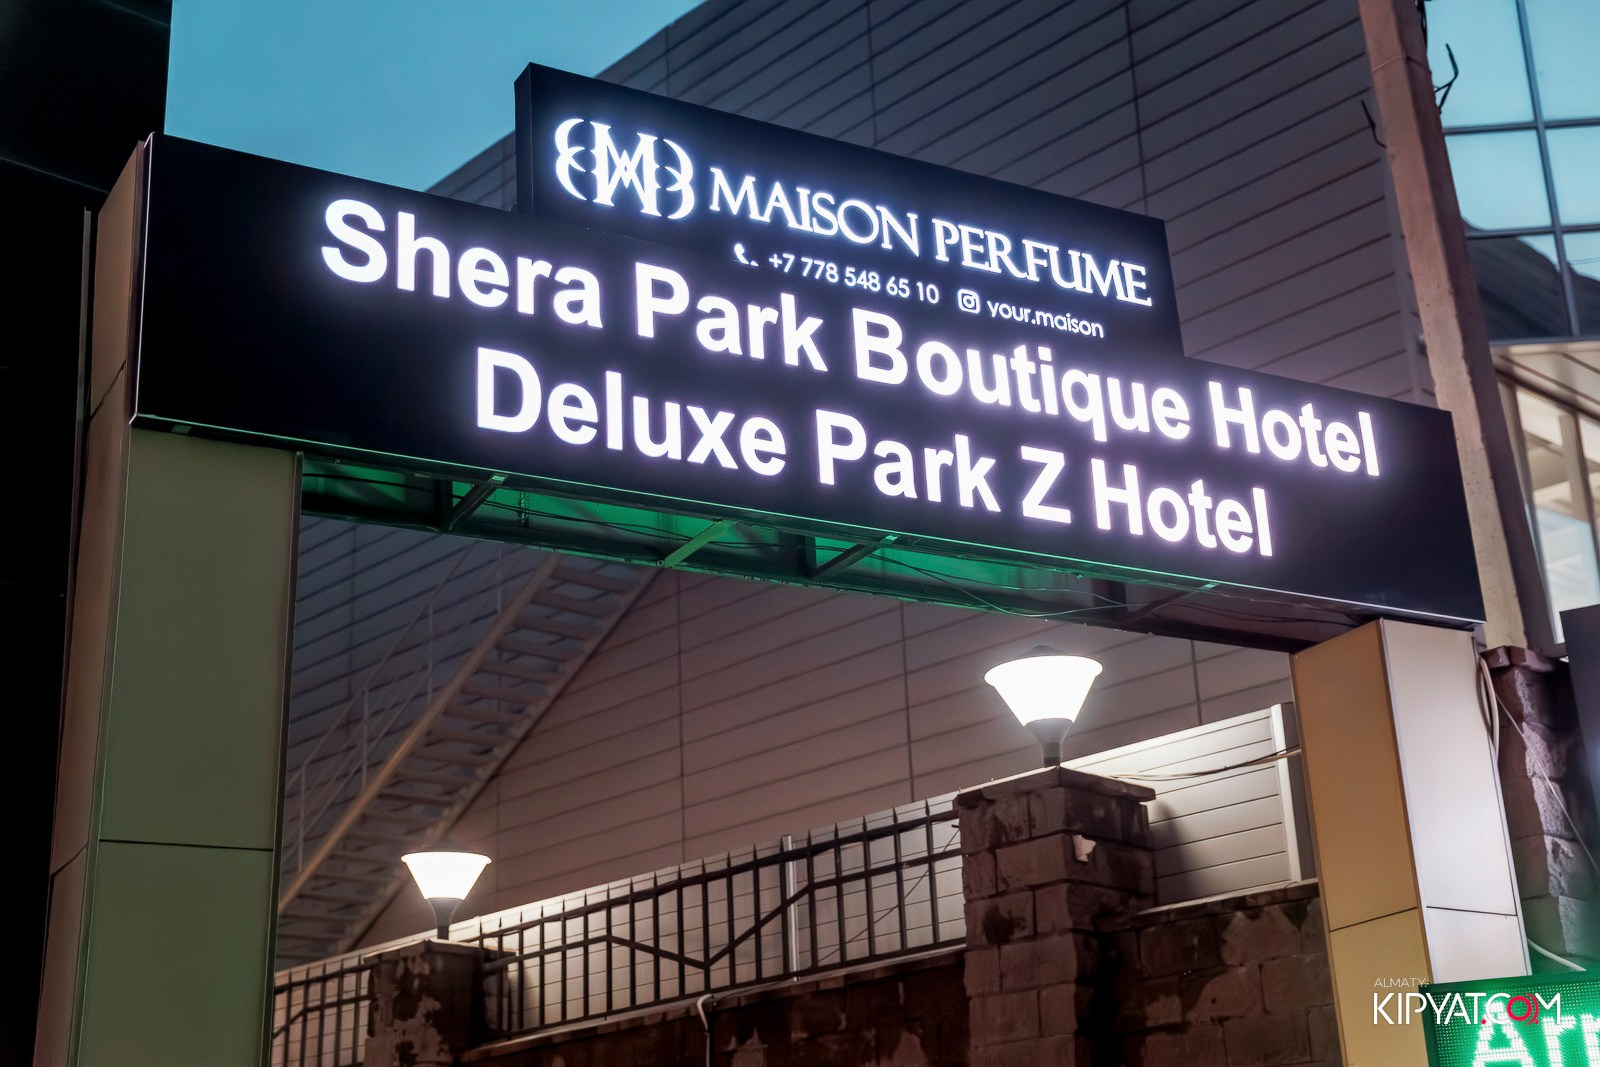 MAISON PERFUME
+7 778 548 65 10 your.maison
Shera Park Boutique Hotel
Deluxe Park Z Hotel
ALMATY.
KIPYAT.COM